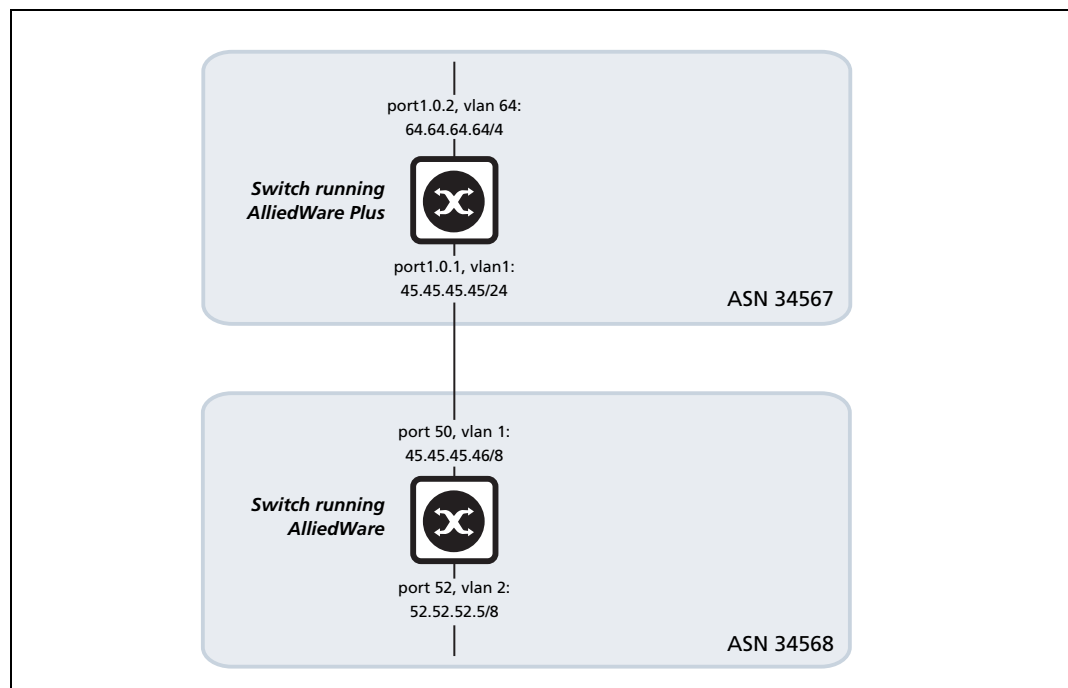 port1.0.2, vlan 64:
64.64.64.64/4
Switch running
AlliedWare Plus
port1.0.1, vlan1:
45.45.45.45/24
ASN 34567
port 50, vlan 1:
45.45.45.46/8
Switch running
AlliedWare
port 52, vlan 2:
52.52.52.5/8
ASN 34568